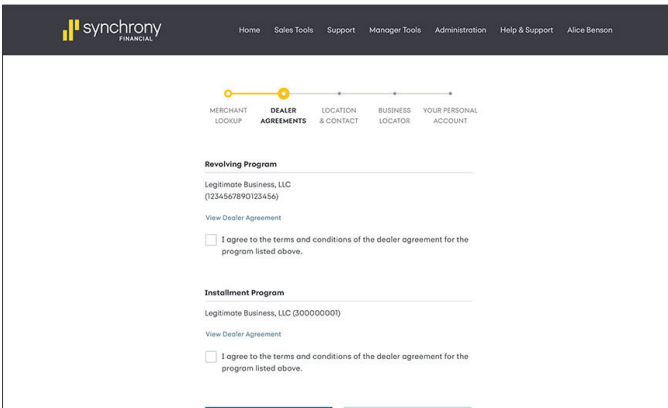 synchrony
FINANCIAL
Home Sales Tools Support Manager Tools Administration Help & Support Alice Benson
MERCHANT LOOKUP
DEALER AGREEMENTS
LOCATION & CONTACT
BUSINESS LOCATOR
YOUR PERSONAL ACCOUNT
Revolving Program
Legitimate Business, LLC
(1234567890123456)
View Dealer Agreement
I agree to the terms and conditions of the dealer agreement for the
program listed above.
Installment Program
Legitimate Business, LLC (300000001)
View Dealer Agreement
I agree to the terms and conditions of the dealer agreement for the
program listed above.